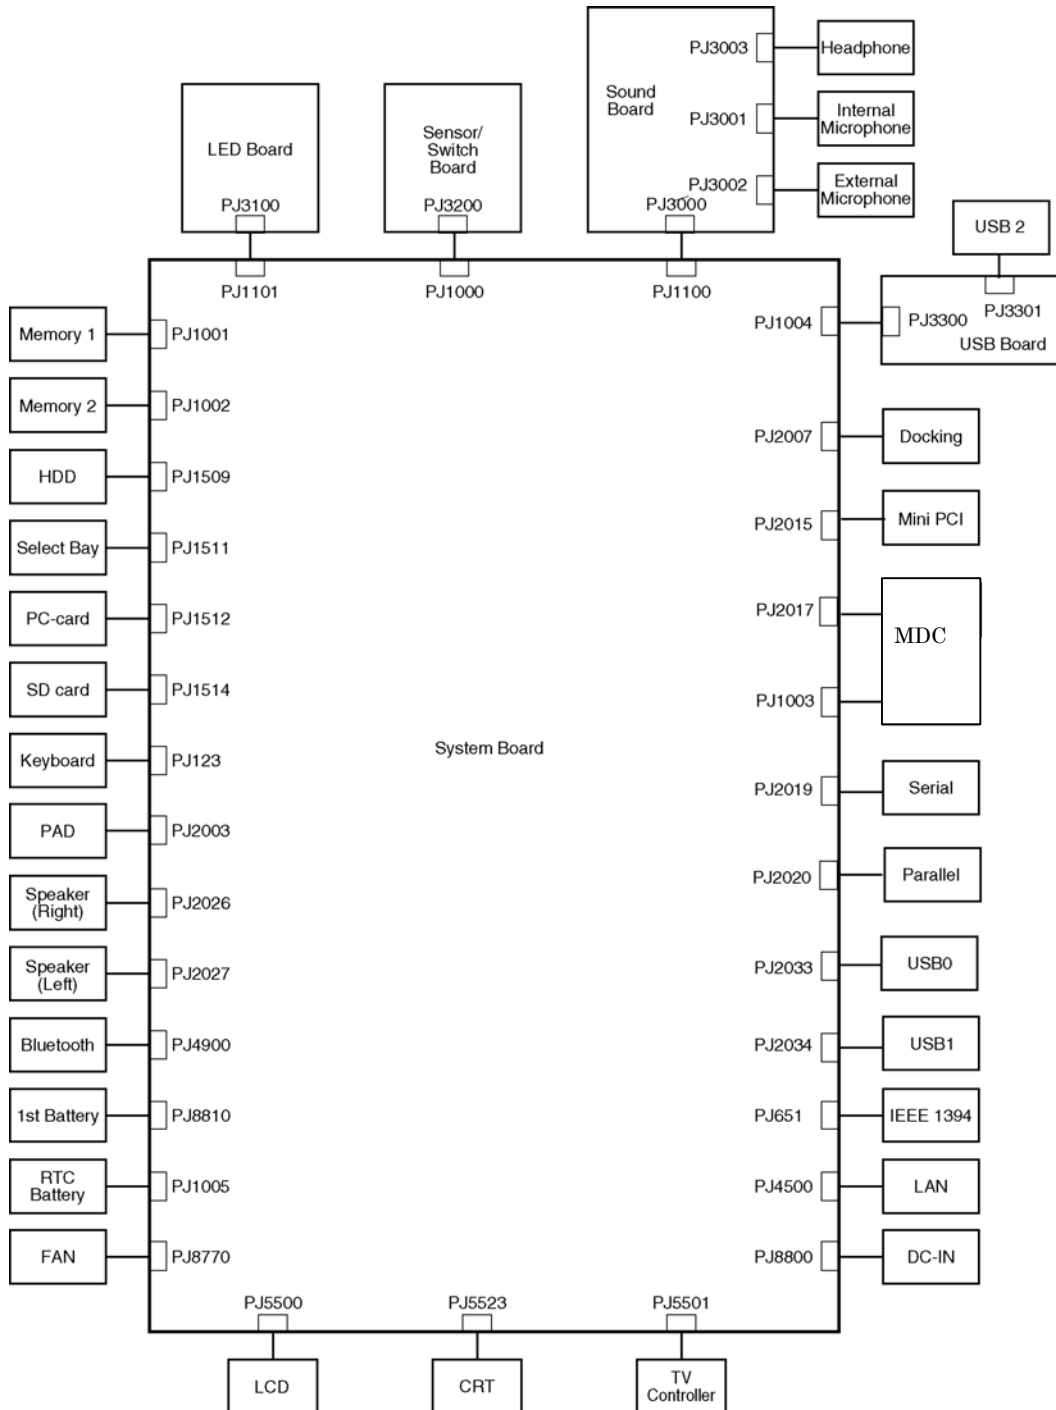 PJ3003
Headphone
Sound
Board
PJ3001
Internal
Microphone
PJ3002
External
Microphone
PJ3000
LED Board
PJ3100
Sensor/
Switch
Board
PJ3200
USB 2
PJ3301
PJ3300
USB Board
PJ1101
PJ1000
PJ1100
PJ1004
Memory 1
PJ1001
Memory 2
PJ1002
PJ2007
Docking
HDD
PJ1509
PJ2015
Mini PCI
Select Bay
PJ1511
PC-card
PJ1512
PJ2017
MDC
SD card
PJ1514
PJ1003
System Board
Keyboard
PJ123
PJ2019
Serial
PAD
PJ2003
PJ2020
Parallel
Speaker
(Right)
PJ2026
Speaker
(Left)
PJ2027
PJ2033
USB0
Bluetooth
PJ4900
PJ2034
USB1
1st Battery
PJ8810
PJ651
IEEE 1394
RTC
Battery
PJ1005
PJ4500
LAN
FAN
PJ8770
PJ8800
DC-IN
PJ5500
PJ5523
PJ5501
LCD
CRT
TV
Controller